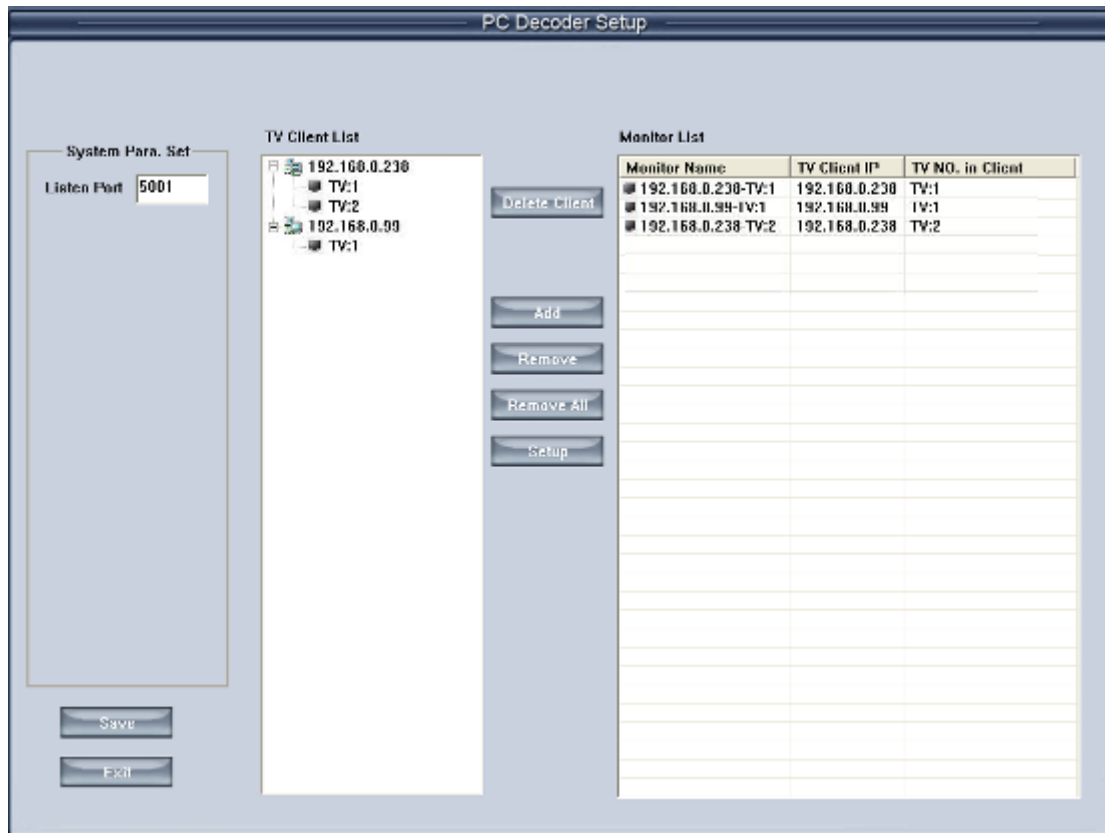 PC Decoder Setup
System Para. Set
Listen Port 5001
Save
Exit
TV Client List
192.168.0.238
TV:1
TV:2
192.168.0.99
TV:1
Delete Client
Add
Remove
Remove All
Setup
Monitor List
Monitor Name TV Client IP TV NO. in Client
192.168.0.238-TV:1 192.168.0.238 TV:1
192.168.0.99-TV:1 192.168.0.99 TV:1
192.168.0.238-TV:2 192.168.0.238 TV:2